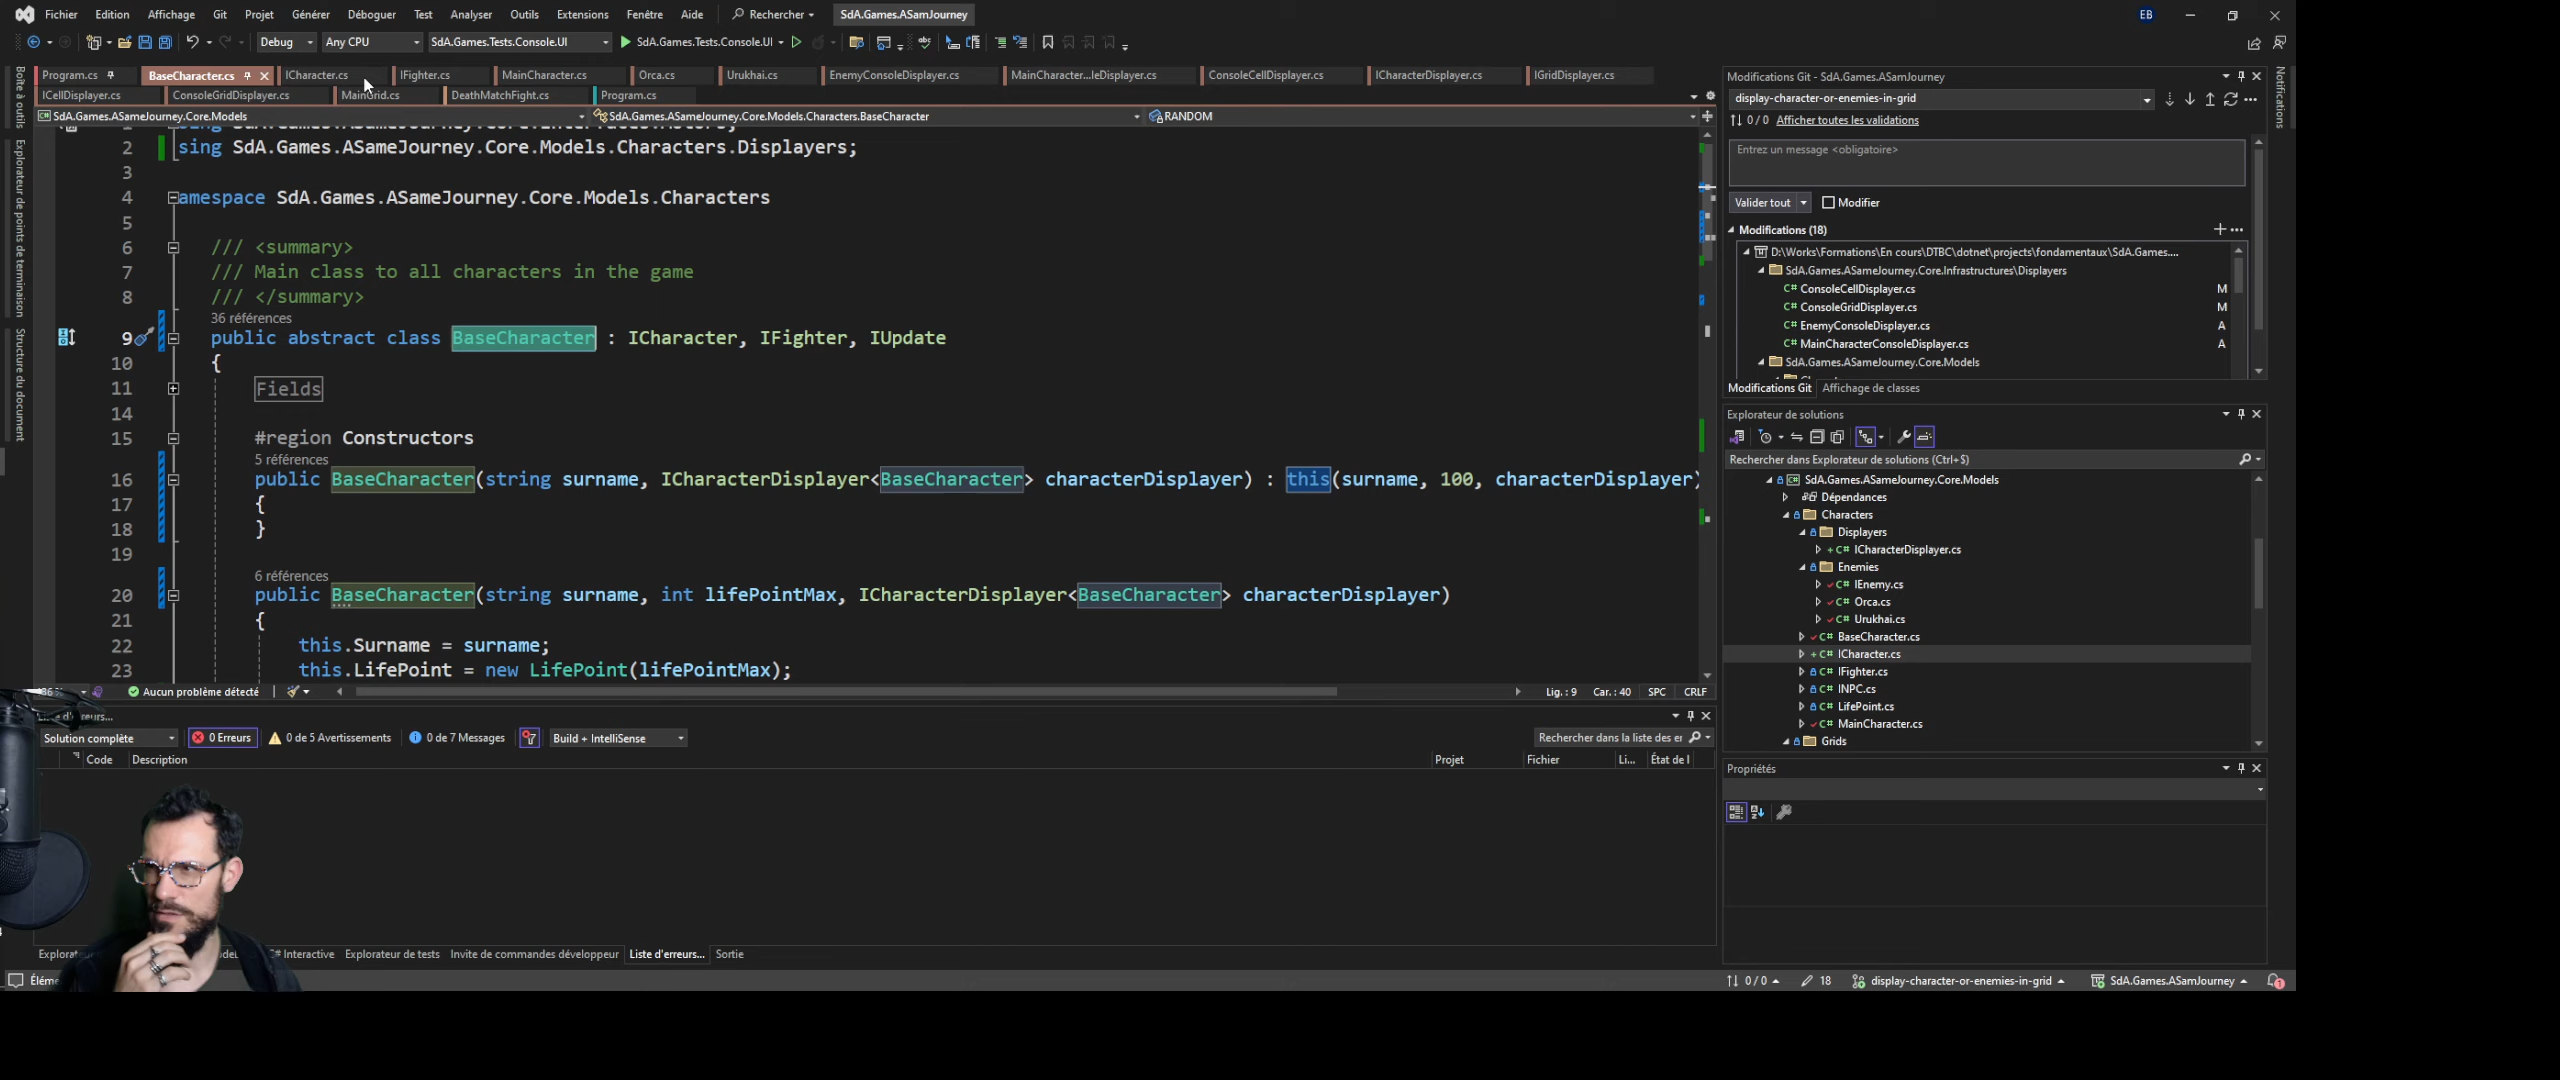 Fichier Edition Affichage Git Projet Générer Déboguer Test Analyser Outils Extensions Fenêtre Aide Rechercher SdA.Games.ASamJourney EB
Debug Any CPU SdA.Games.Tests.Console.UI SdA.Games.Tests.Console.UI
Program.cs BaseCharacter.cs ICharacter.cs IFighter.cs MainCharacter.cs Orca.cs Urukhai.cs EnemyConsoleDisplayer.cs MainCharacter...leDisplayer.cs ConsoleCellDisplayer.cs ICharacterDisplayer.cs IGridDisplayer.cs
ICellDisplayer.cs ConsoleGridDisplayer.cs MainGrid.cs DeathMatchFight.cs Program.cs
SdA.Games.ASameJourney.Core.Models SdA.Games.ASameJourney.Core.Models.Characters.BaseCharacter RANDOM
Boîte à outils
Explorateur de points de terminaison
Structure du document
2 sing SdA.Games.ASameJourney.Core.Models.Characters.Displayers;
3
4 amespace SdA.Games.ASameJourney.Core.Models.Characters
5
6 /// <summary>
7 /// Main class to all characters in the game
8 /// </summary>
36 références
9 public abstract class BaseCharacter : ICharacter, IFighter, IUpdate
10 {
11 Fields
14
15 #region Constructors
5 références
16 public BaseCharacter(string surname, ICharacterDisplayer<BaseCharacter> characterDisplayer) : this(surname, 100, characterDisplayer)
17 {
18 }
19
6 références
20 public BaseCharacter(string surname, int lifePointMax, ICharacterDisplayer<BaseCharacter> characterDisplayer)
21 {
22 this.Surname = surname;
23 this.LifePoint = new LifePoint(lifePointMax);
Aucun problème détecté Lig. : 9 Car. : 40 SPC CRLF
Solution complète 0 Erreurs 0 de 5 Avertissements 0 de 7 Messages Build + IntelliSense Rechercher dans la liste des er
Code Description Projet Fichier Li... État de l
# Interactive Explorateur de tests Invite de commandes développeur Liste d'erreurs... Sortie
Modifications Git - SdA.Games.ASamJourney
display-character-or-enemies-in-grid
0 / 0 Afficher toutes les validations
Entrez un message <obligatoire>
Valider tout Modifier
Modifications (18)
D:\Works\Formations\En cours\DTBC\dotnet\projects\fondamentaux\SdA.Games....
SdA.Games.ASameJourney.Core.Infrastructures\Displayers
C# ConsoleCellDisplayer.cs M
C# ConsoleGridDisplayer.cs M
C# EnemyConsoleDisplayer.cs A
C# MainCharacterConsoleDisplayer.cs A
SdA.Games.ASameJourney.Core.Models
Modifications Git Affichage de classes
Explorateur de solutions
Rechercher dans Explorateur de solutions (Ctrl+$)
SdA.Games.ASameJourney.Core.Models
Dépendances
Characters
Displayers
C# ICharacterDisplayer.cs
Enemies
C# IEnemy.cs
C# Orca.cs
C# Urukhai.cs
C# BaseCharacter.cs
C# ICharacter.cs
C# IFighter.cs
C# INPC.cs
C# LifePoint.cs
C# MainCharacter.cs
Grids
Propriétés
Notifications
0 / 0 18 display-character-or-enemies-in-grid SdA.Games.ASamJourney 1